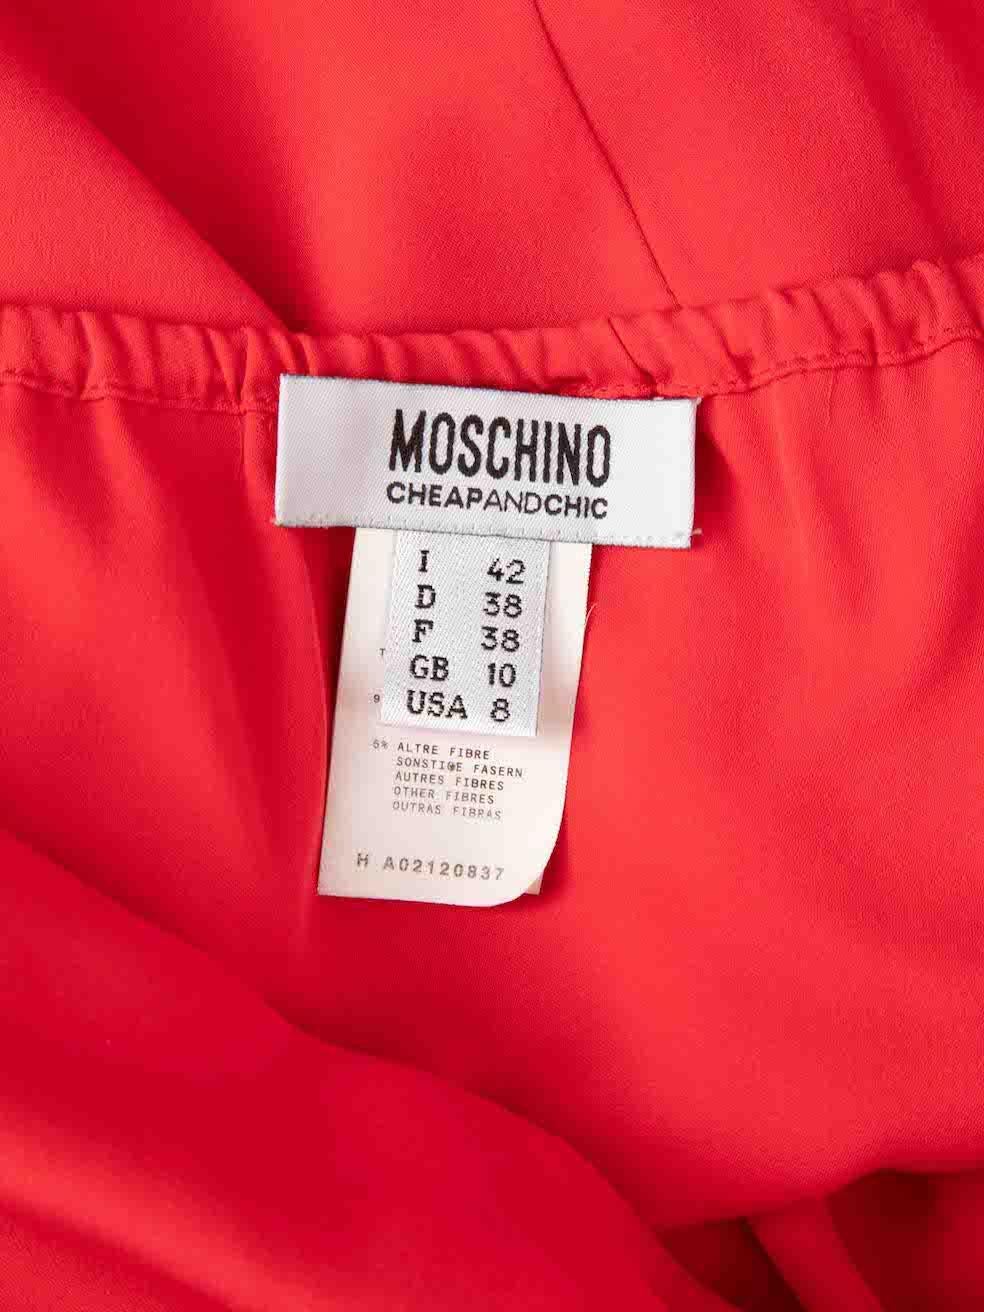 MOSCHINO
CHEAPANDCHIC
I 42
D 38
F 38
GB 10
USA 8
T
9
5% ALTRE FIBRE
SONSTIGE FASERN
AUTRES FIBRES
OTHER FIBRES
OUTRAS FIBRAS
H A02120837